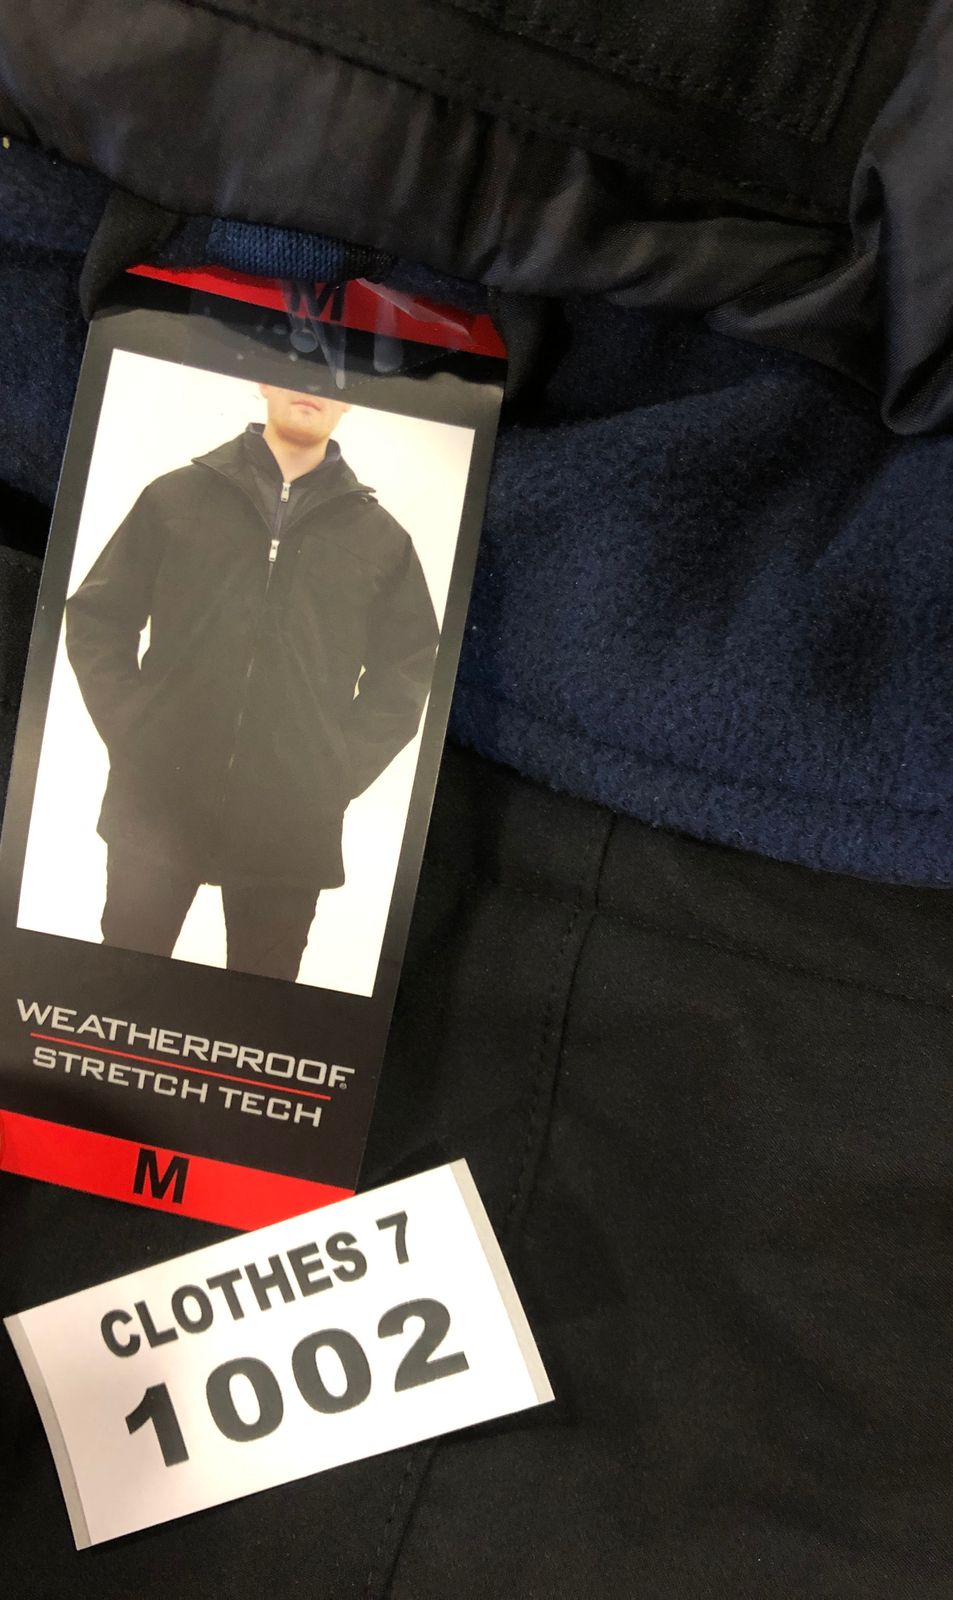 M
WEATHERPROOF®
STRETCH TECH
M
CLOTHES 7
1002